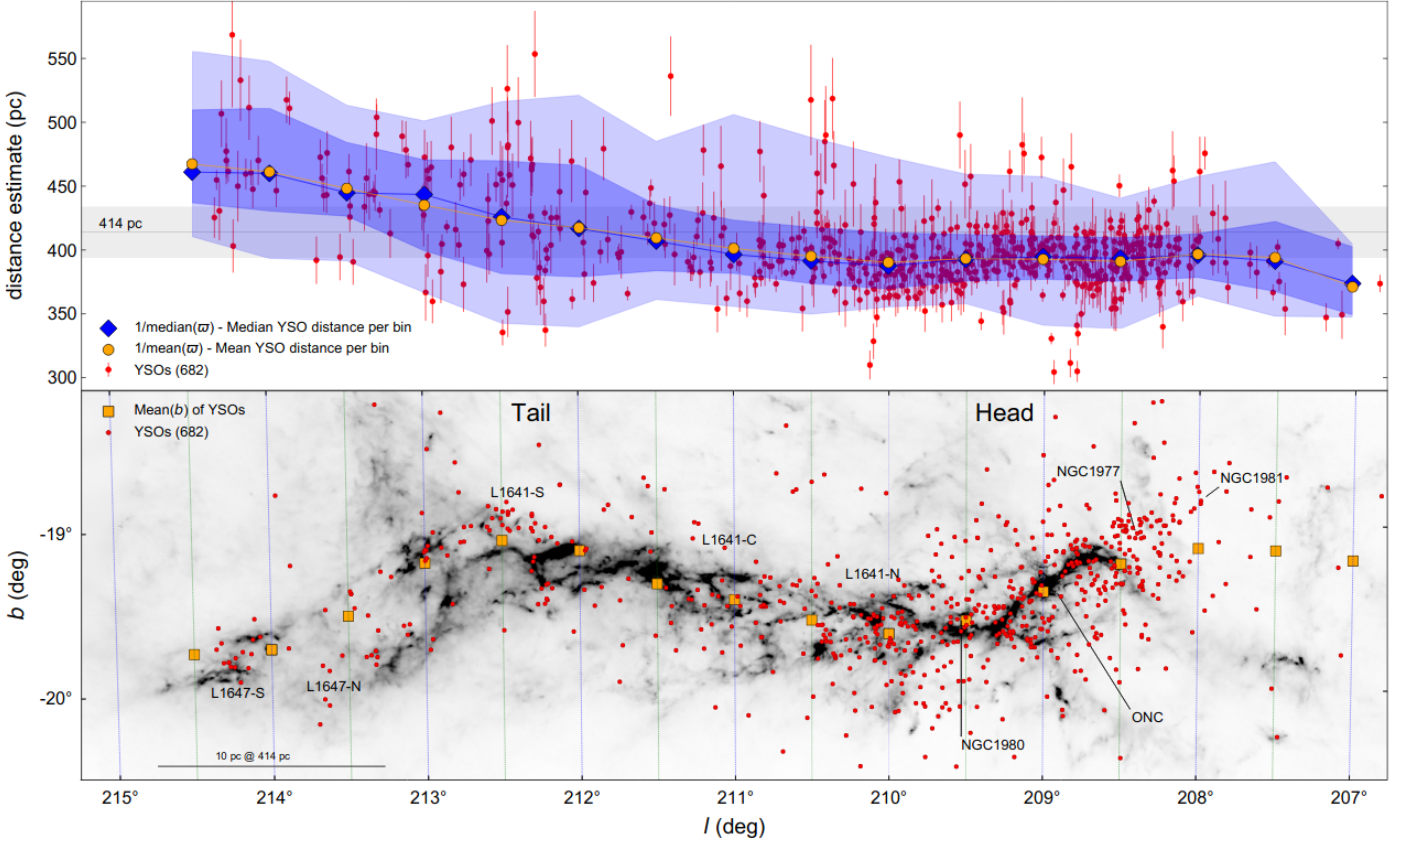 550
500
450
400
350
300
distance estimate (pc)
414 pc
1/median(ϖ) - Median YSO distance per bin
1/mean(ϖ) - Mean YSO distance per bin
YSOs (682)
Mean(b) of YSOs
YSOs (682)
Tail
Head
NGC1977
NGC1981
L1641-S
L1641-C
L1641-N
L1647-S
L1647-N
ONC
NGC1980
10 pc @ 414 pc
-19°
-20°
b (deg)
215° 214° 213° 212° 211° 210° 209° 208° 207°
l (deg)